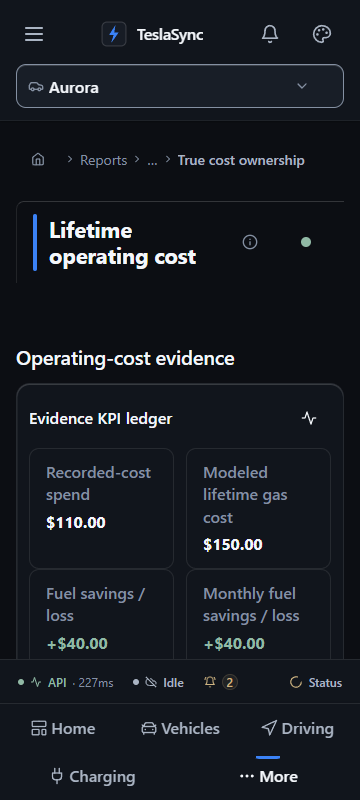 TeslaSync
Aurora
Reports
...
True cost ownership
Lifetime
operating cost
Operating-cost evidence
Evidence KPI ledger
Recorded-cost
spend
$110.00
Modeled
lifetime gas
cost
$150.00
Fuel savings /
loss
+$40.00
Monthly fuel
savings / loss
+$40.00
API · 227ms
Idle
2
Status
Home
Vehicles
Driving
Charging
More